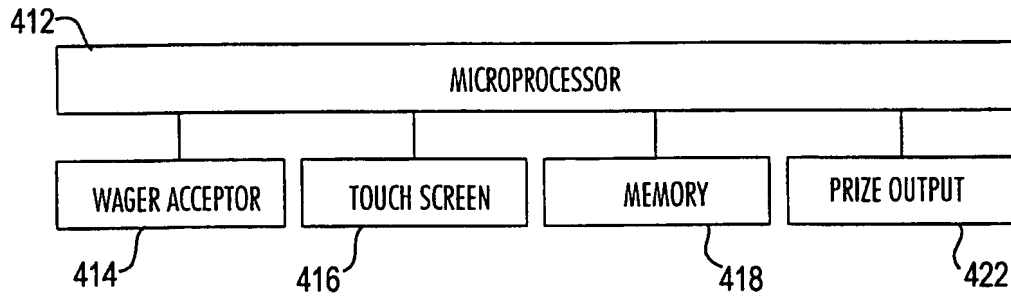 412
MICROPROCESSOR
WAGER ACCEPTOR
TOUCH SCREEN
MEMORY
PRIZE OUTPUT
414
416
418
422